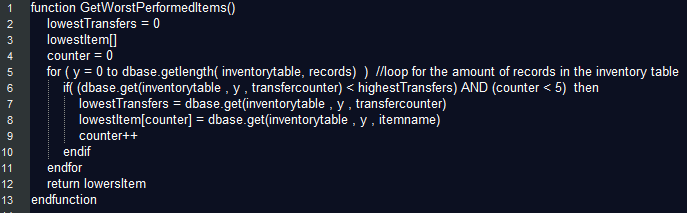 1 function GetWorstPerformedItems()
2 lowestTransfers = 0
3 lowestItem[]
4 counter = 0
5 for ( y = 0 to dbase.getlength( inventorytable, records) ) //loop for the amount of records in the inventory table
6 if( (dbase.get(inventorytable , y , transfercounter) < highestTransfers) AND (counter < 5) then
7 lowestTransfers = dbase.get(inventorytable , y , transfercounter)
8 lowestItem[counter] = dbase.get(inventorytable , y , itemname)
9 counter++
10 endif
11 endfor
12 return lowersItem
13 endfunction